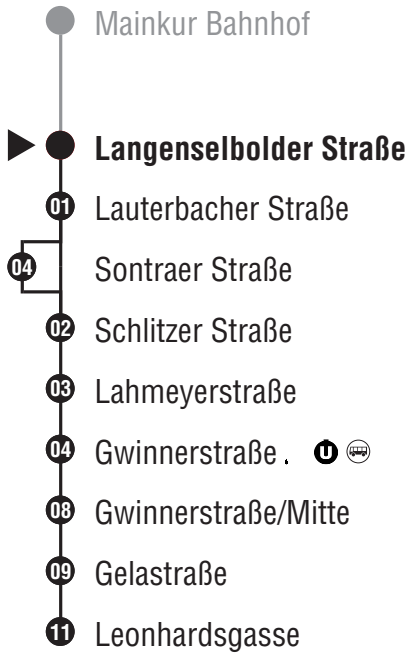 Mainkur Bahnhof
Langenselbolder Straße
01 Lauterbacher Straße
04 Sontraer Straße
02 Schlitzer Straße
03 Lahmeyerstraße
04 Gwinnerstraße . U
08 Gwinnerstraße/Mitte
09 Gelastraße
11 Leonhardsgasse